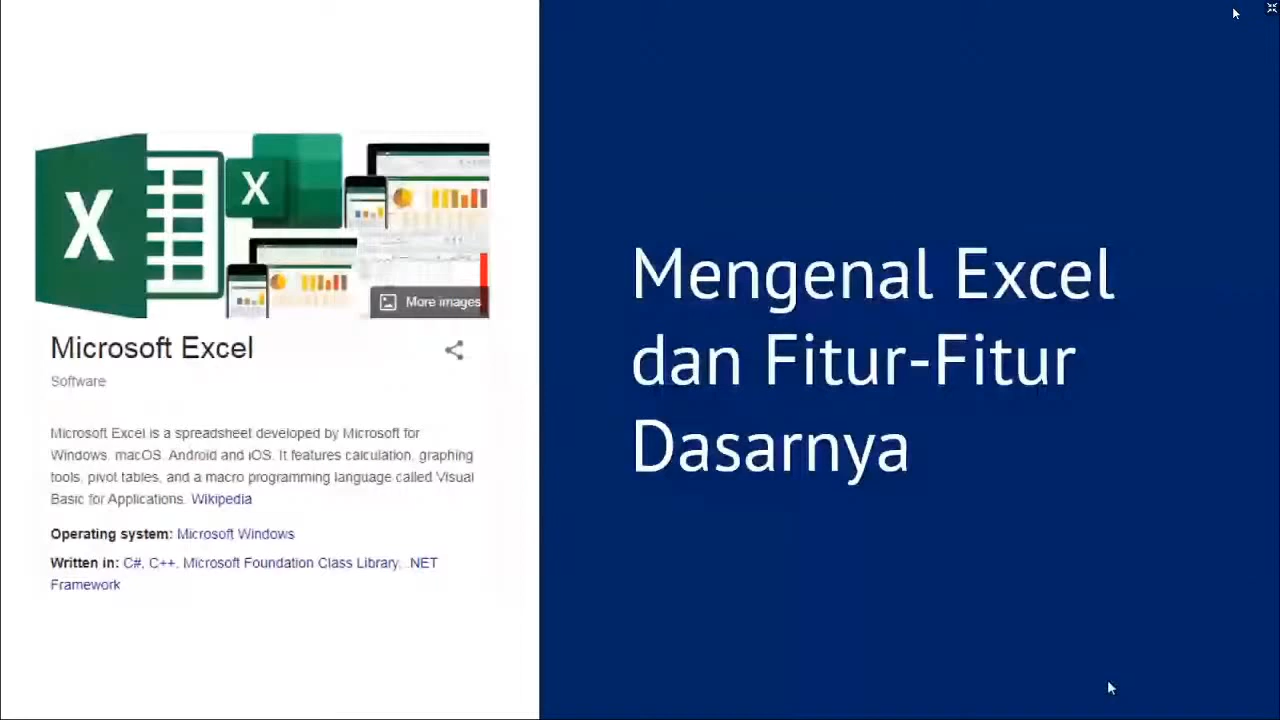 X
X
More images
Microsoft Excel
Software
Microsoft Excel is a spreadsheet developed by Microsoft for
Windows, macOS, Android and iOS. It features calculation, graphing
tools, pivot tables, and a macro programming language called Visual
Basic for Applications. Wikipedia
Operating system: Microsoft Windows
Written in: C#, C++, Microsoft Foundation Class Library, .NET
Framework
Mengenal Excel
dan Fitur-Fitur
Dasarnya